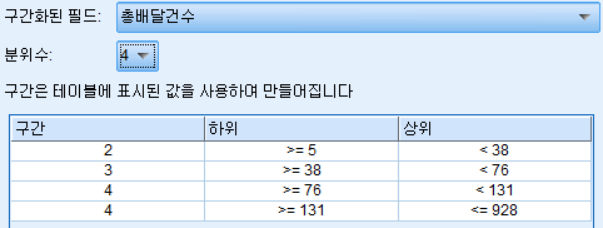 구간화된 필드: 총배달건수
분위수: 4
구간은 테이블에 표시된 값을 사용하며 만들어집니다
구간 하위 상위
2 >= 5 < 38
3 >= 38 < 76
4 >= 76 < 131
4 >= 131 <= 928